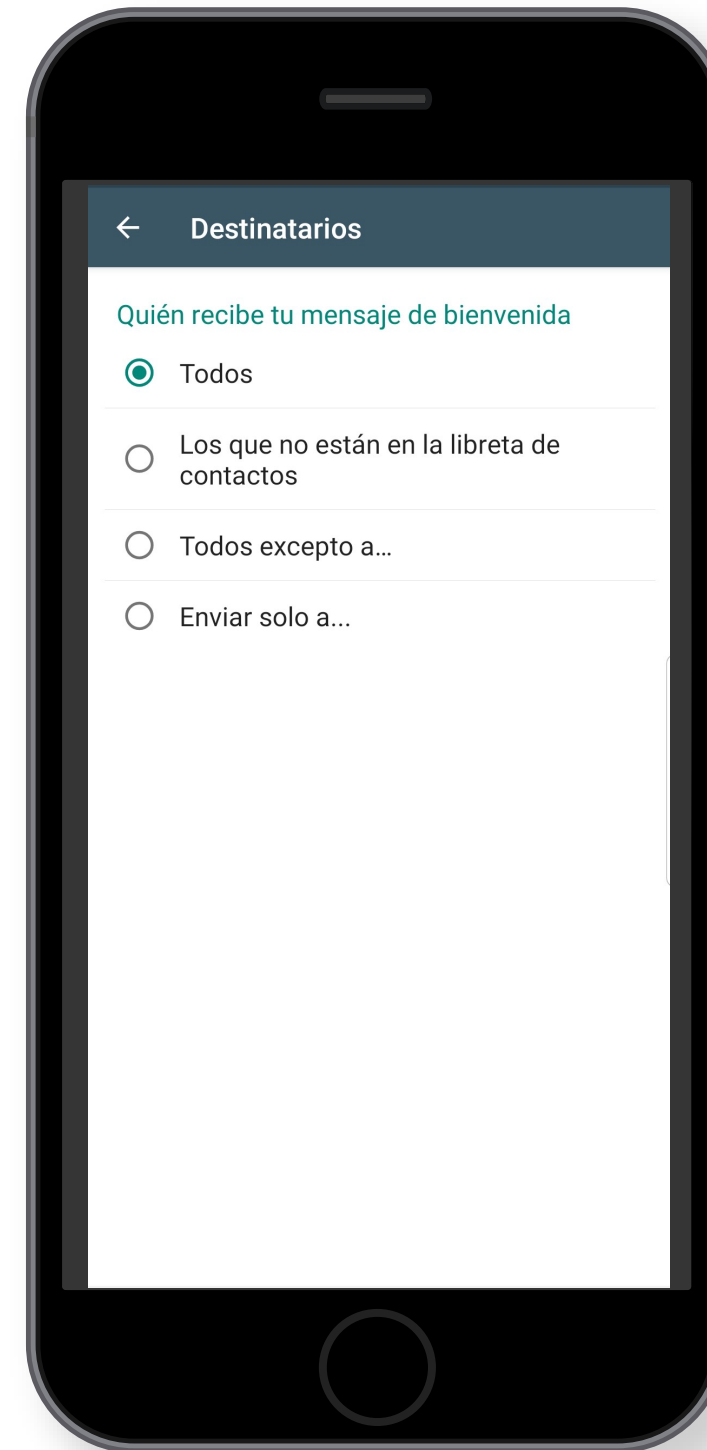 Destinatarios
Quién recibe tu mensaje de bienvenida
Todos
Los que no están en la libreta de
contactos
Todos excepto a...
Enviar solo a...